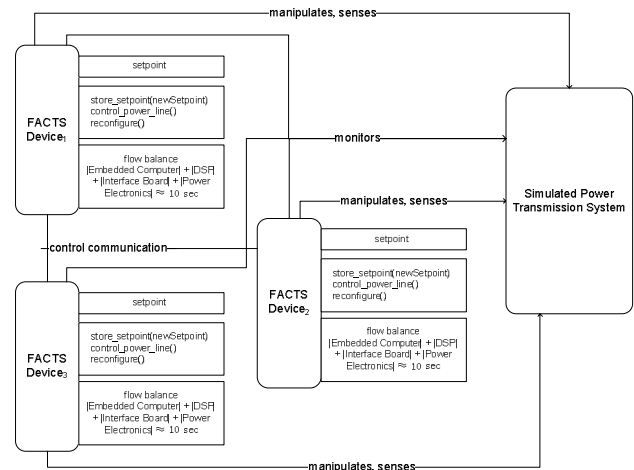 manipulates, senses
FACTS
Device₁
setpoint
store_setpoint(newSetpoint)
control_power_line()
reconfigure()
flow balance
|Embedded Computer| + |DSP|
+ |Interface Board| + |Power
Electronics| ≈ 10 sec
monitors
manipulates, senses
Simulated Power
Transmission System
control communication
FACTS
Device₂
setpoint
store_setpoint(newSetpoint)
control_power_line()
reconfigure()
flow balance
|Embedded Computer| + |DSP|
+ |Interface Board| + |Power
Electronics| ≈ 10 sec
FACTS
Device₃
setpoint
store_setpoint(newSetpoint)
control_power_line()
reconfigure()
flow balance
|Embedded Computer| + |DSP|
+ |Interface Board| + |Power
Electronics| ≈ 10 sec
manipulates, senses